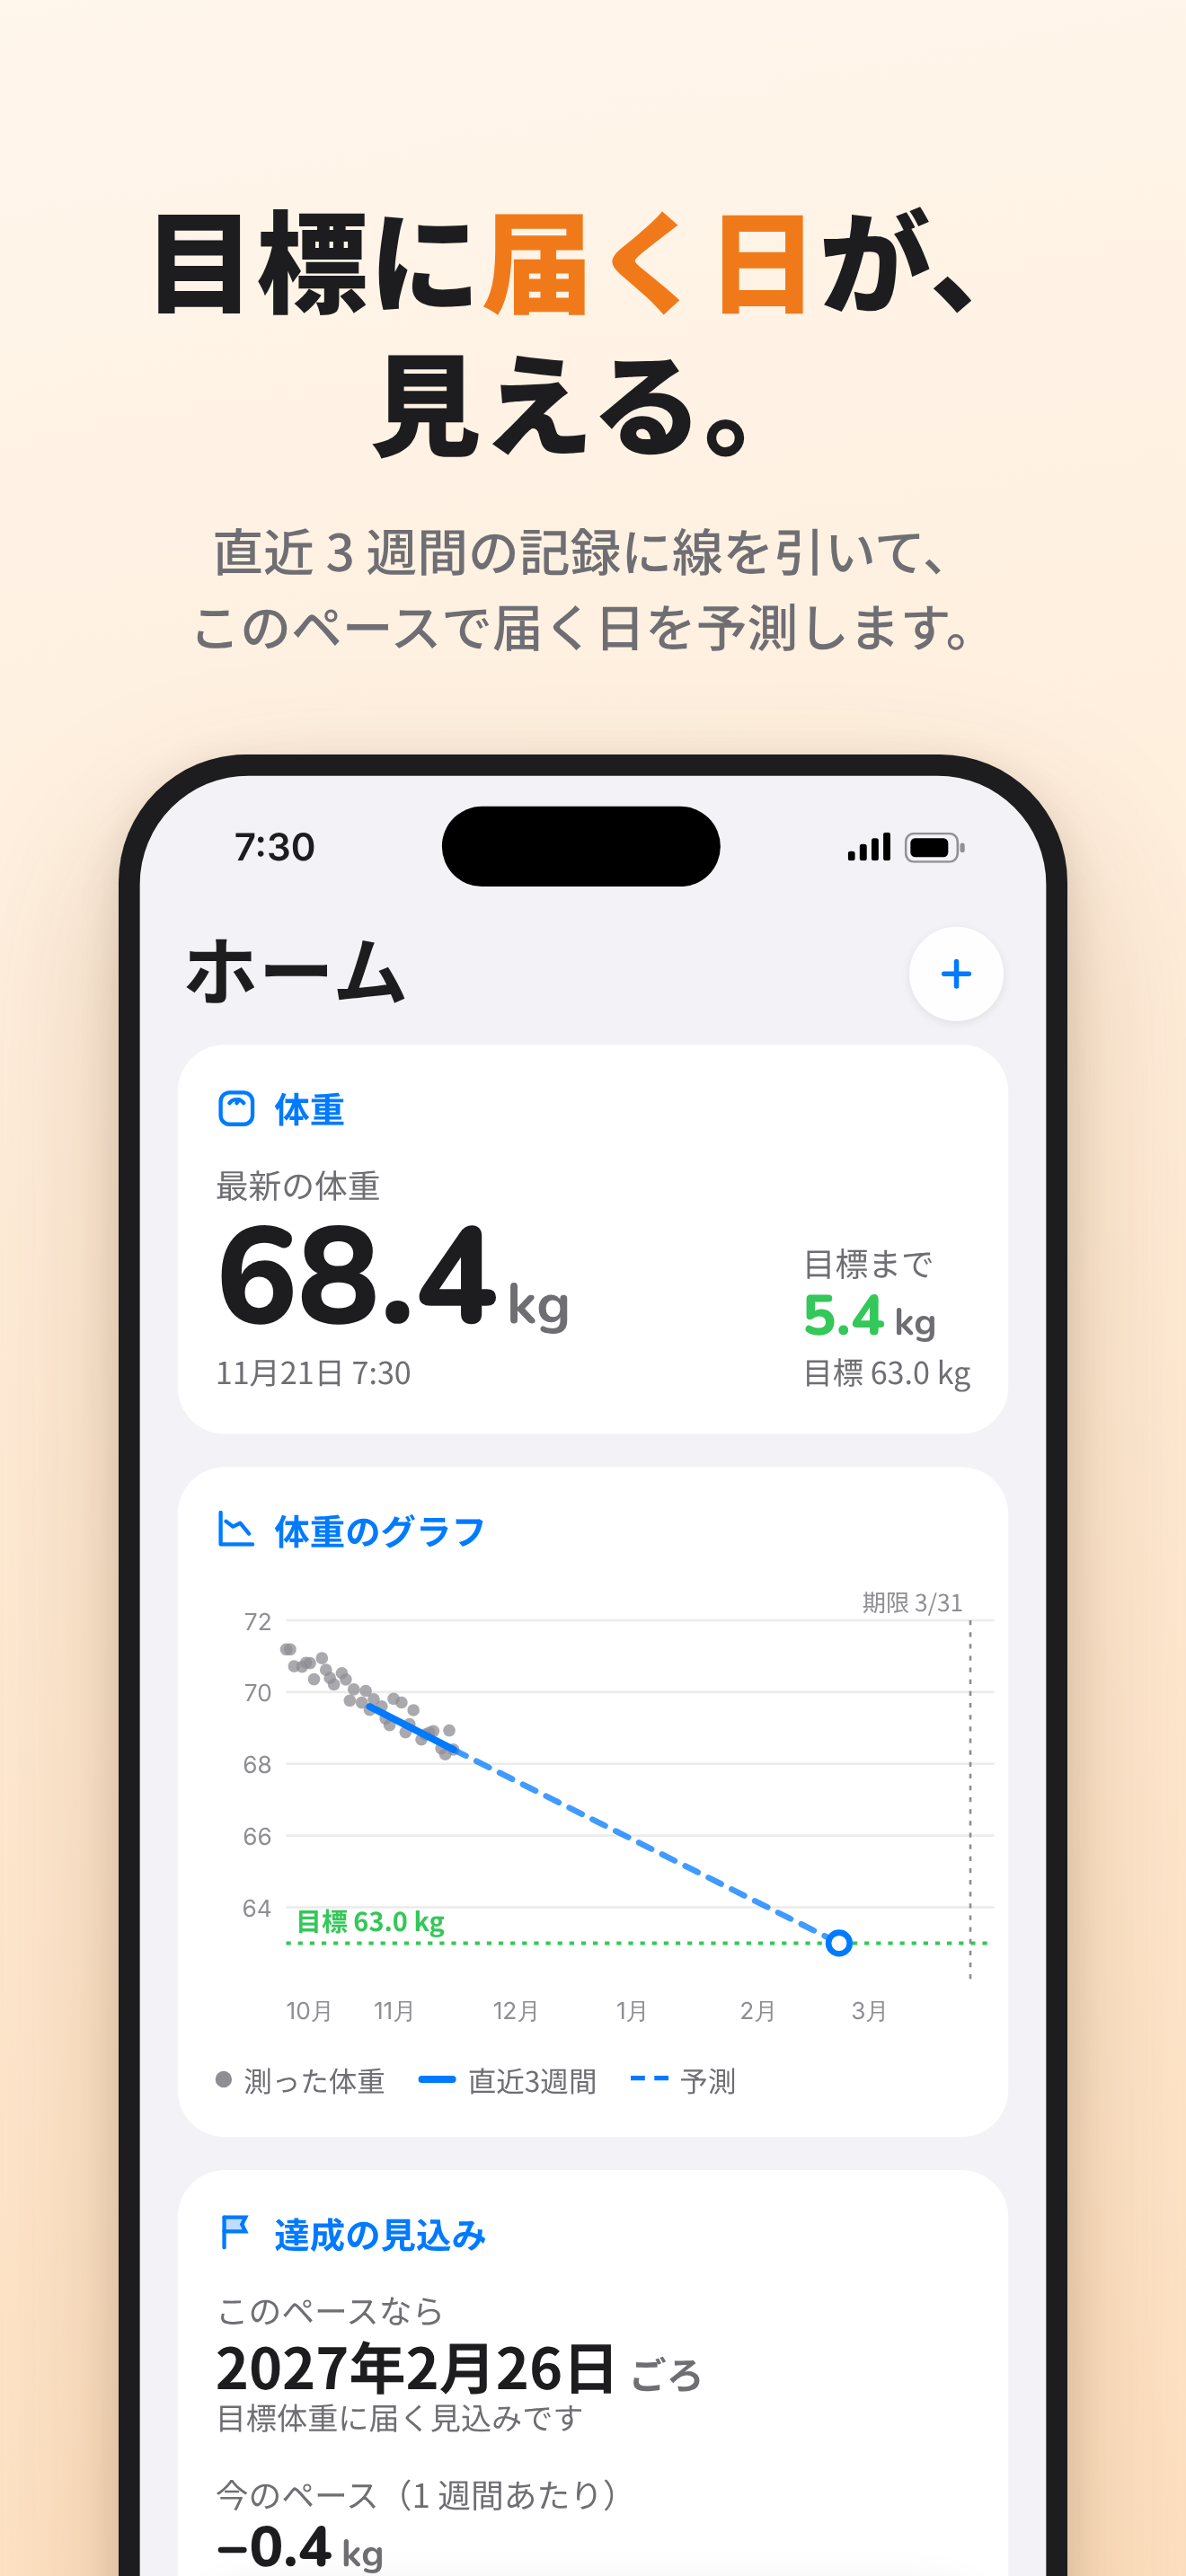 目標に届く日が、
見える。
直近 3 週間の記録に線を引いて、
このペースで届く日を予測します。
7:30
ホーム
体重
最新の体重
68.4 kg
11月21日 7:30
目標まで
5.4 kg
目標 63.0 kg
体重のグラフ
期限 3/31
72
70
68
66
64
目標 63.0 kg
10月 11月 12月 1月 2月 3月
測った体重 直近3週間 予測
達成の見込み
このペースなら
2027年2月26日 ごろ
目標体重に届く見込みです
今のペース（1 週間あたり）
−0.4 kg